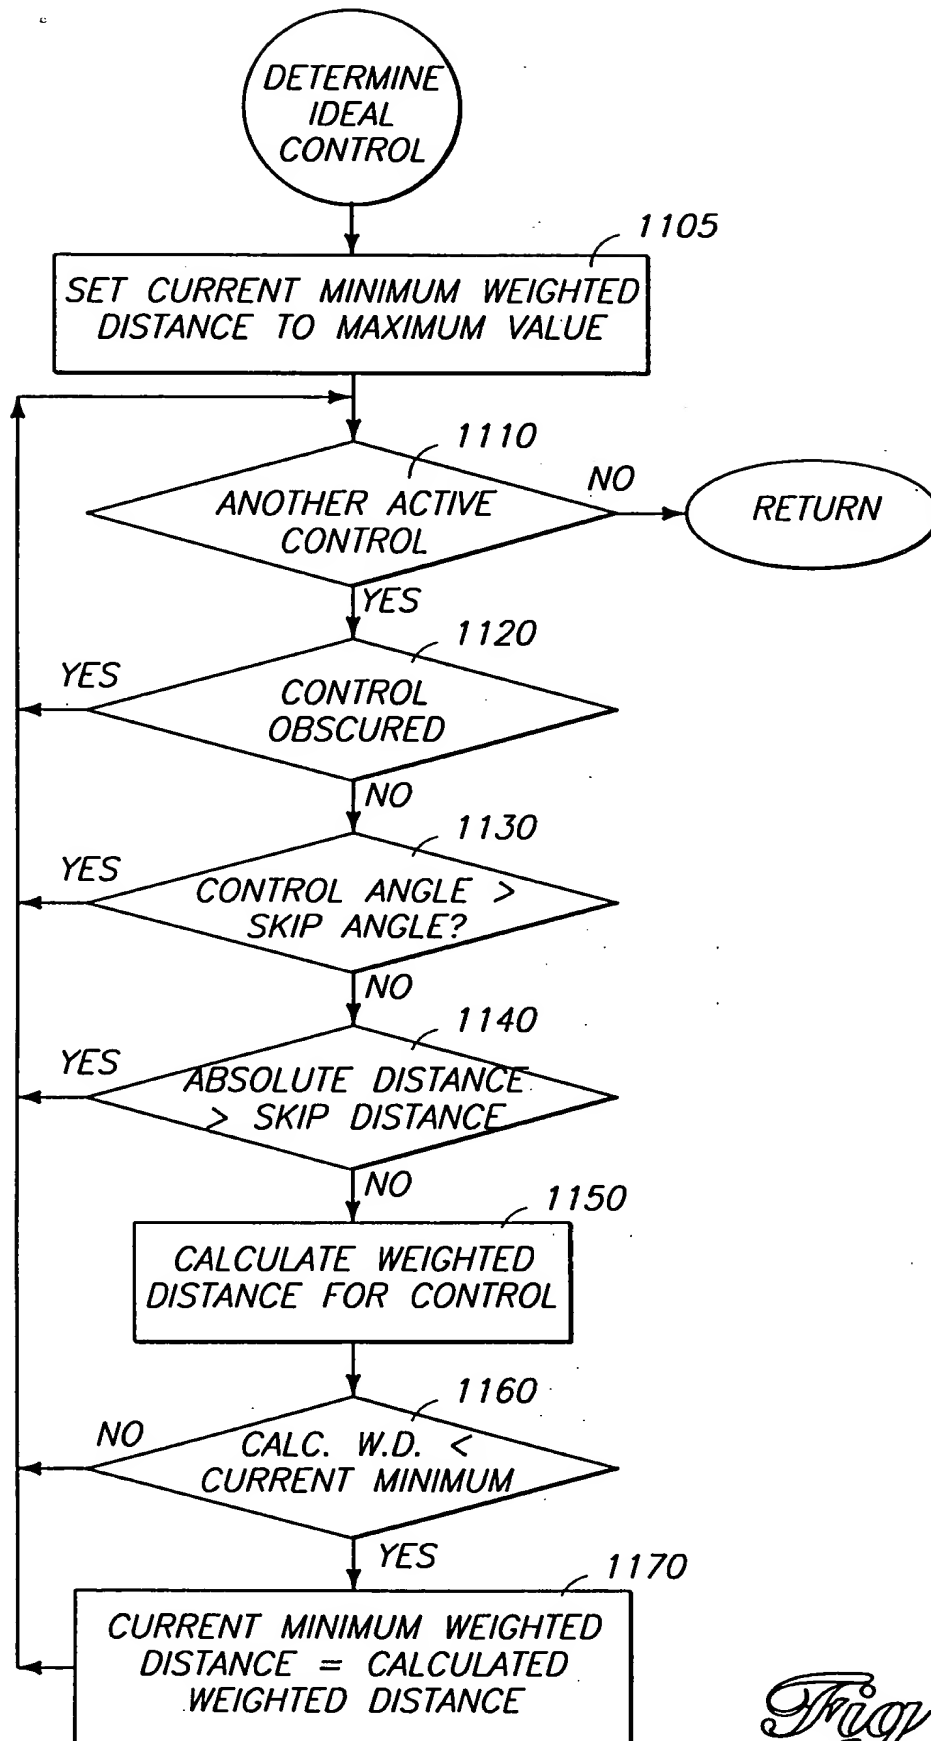 DETERMINE
IDEAL
CONTROL
1105
SET CURRENT MINIMUM WEIGHTED
DISTANCE TO MAXIMUM VALUE
1110
ANOTHER ACTIVE
CONTROL
NO
RETURN
YES
1120
YES
CONTROL
OBSCURED
NO
1130
YES
CONTROL ANGLE >
SKIP ANGLE?
NO
1140
YES
ABSOLUTE DISTANCE
> SKIP DISTANCE
NO
1150
CALCULATE WEIGHTED
DISTANCE FOR CONTROL
1160
NO
CALC. W.D. <
CURRENT MINIMUM
YES
1170
CURRENT MINIMUM WEIGHTED
DISTANCE = CALCULATED
WEIGHTED DISTANCE